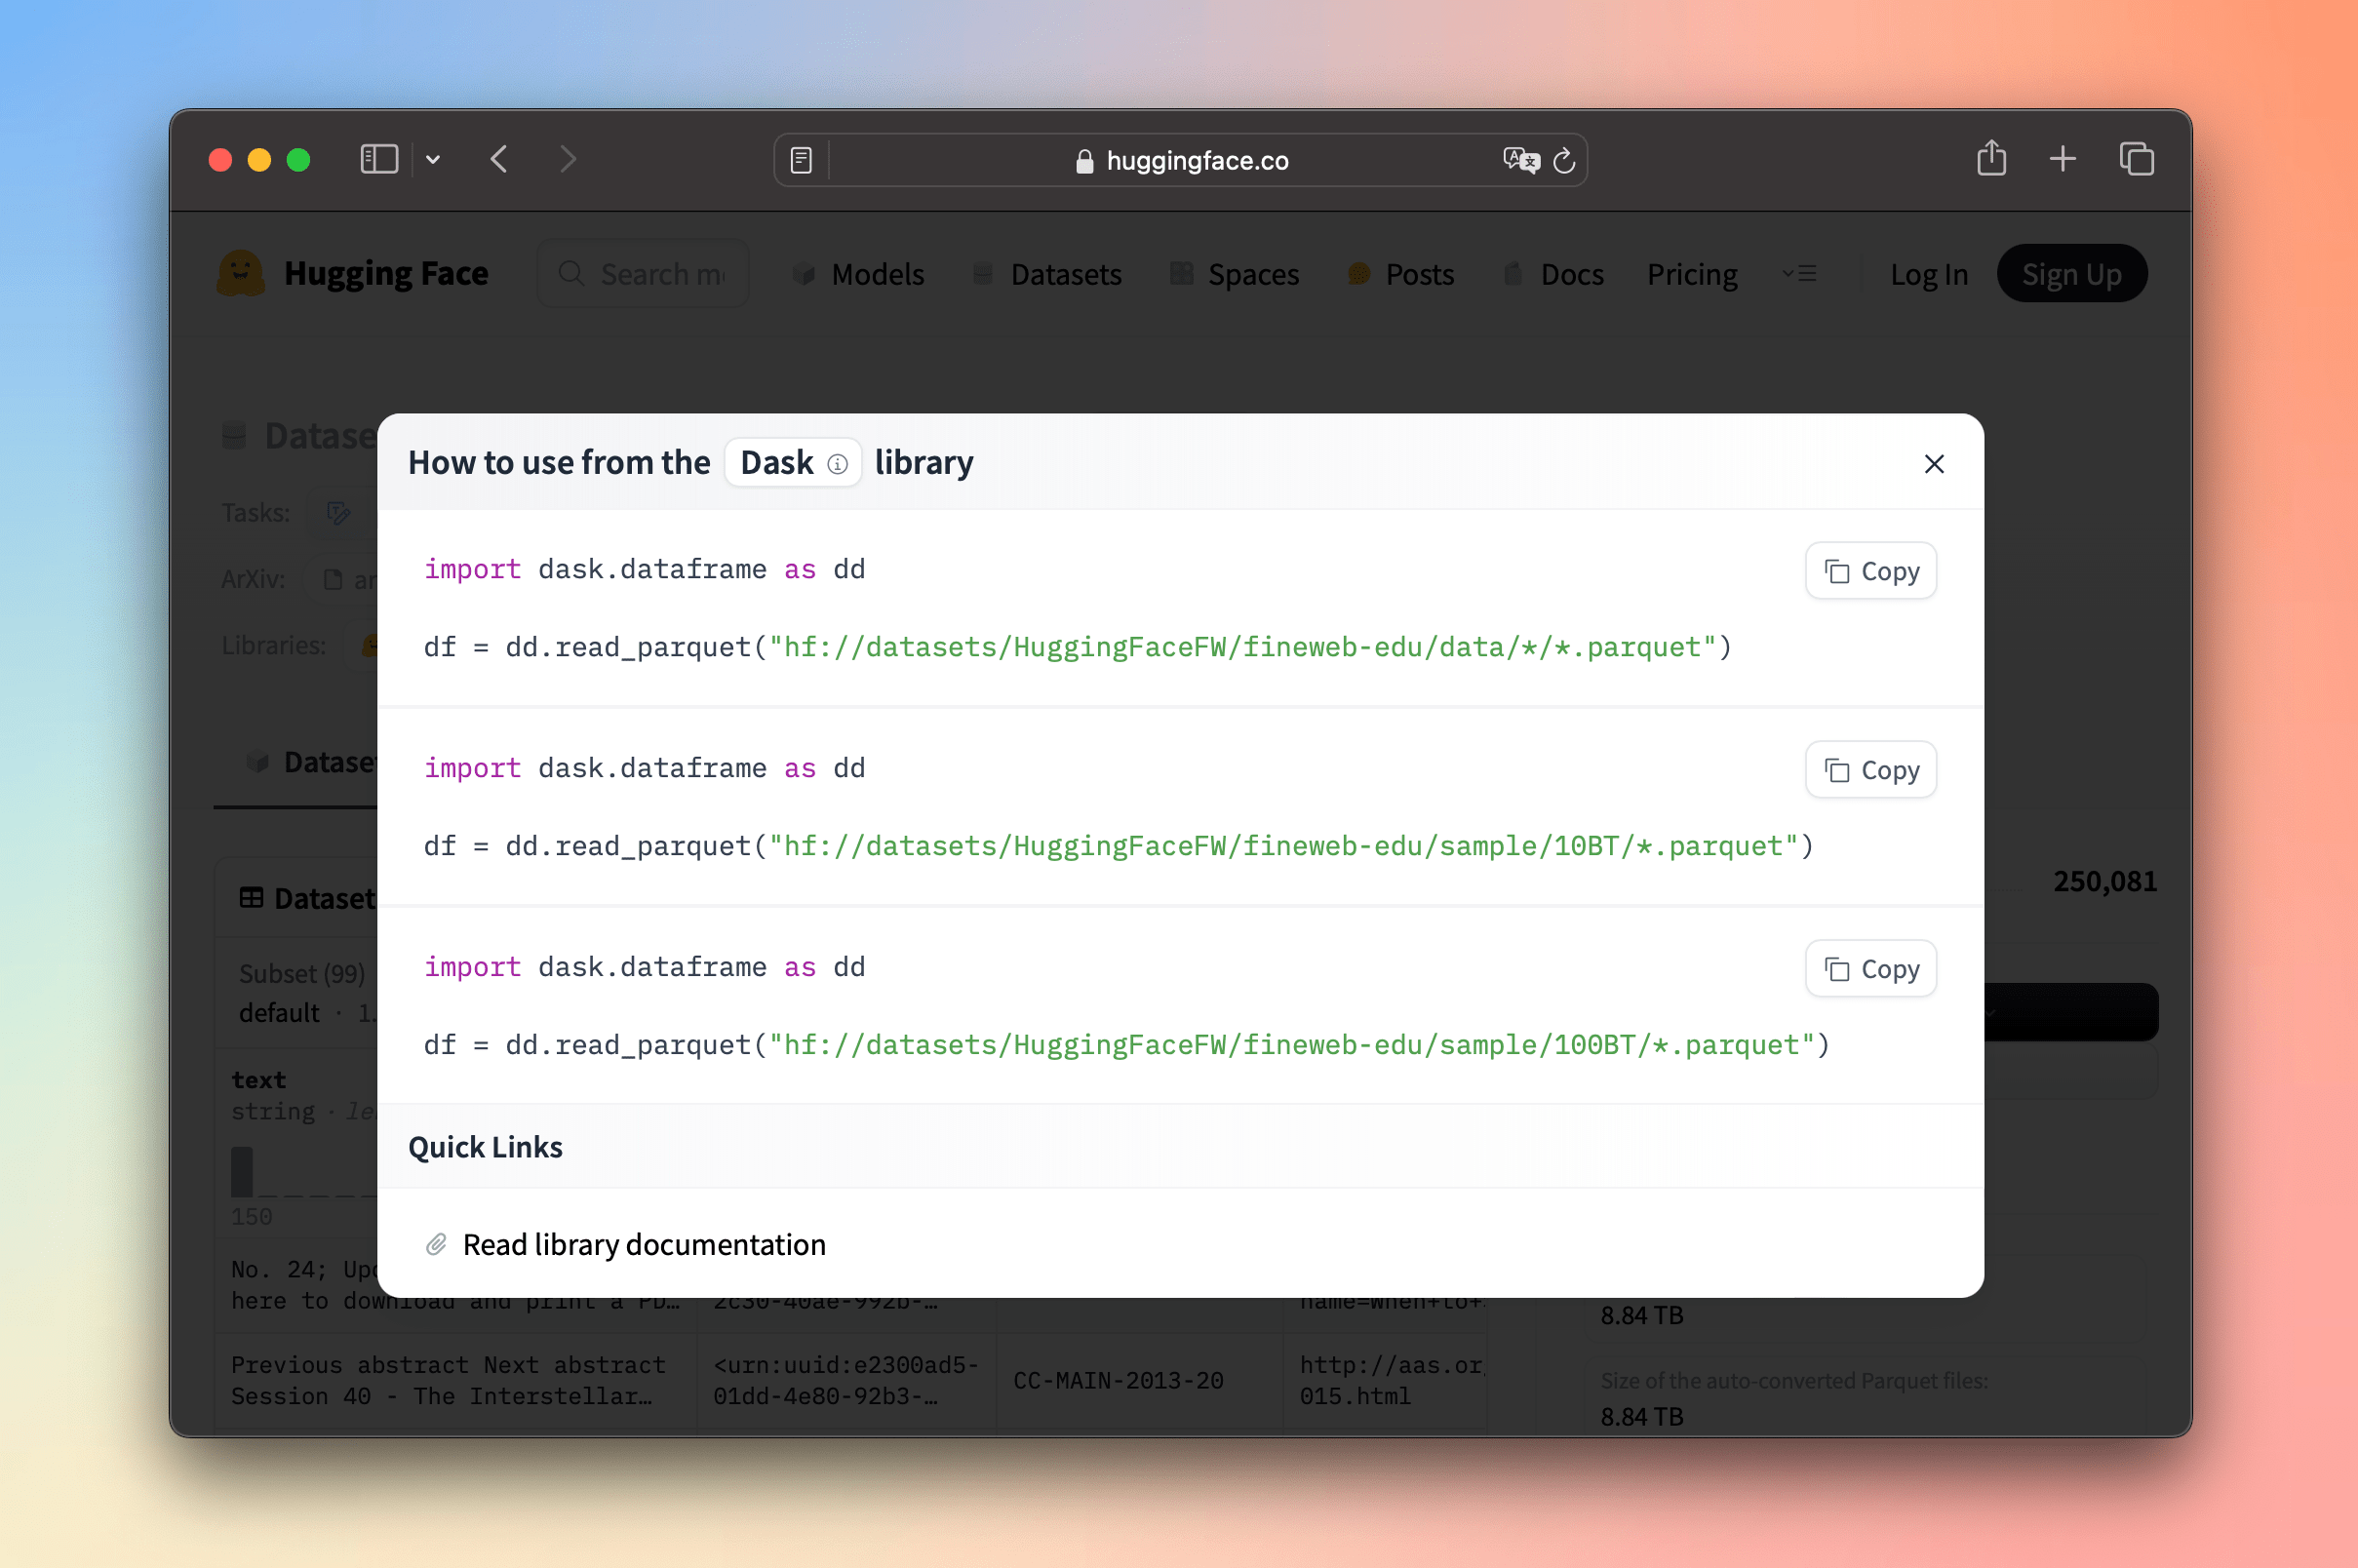 huggingface.co
Hugging Face
Search m
Models
Datasets
Spaces
Posts
Docs
Pricing
Log In
Sign Up
Datase
Tasks:
ArXiv:
ar
Libraries:
Dataset
How to use from the Dask library
import dask.dataframe as dd
Copy
df = dd.read_parquet("hf://datasets/HuggingFaceFW/fineweb-edu/data/*/*.parquet")
import dask.dataframe as dd
Copy
df = dd.read_parquet("hf://datasets/HuggingFaceFW/fineweb-edu/sample/10BT/*.parquet")
import dask.dataframe as dd
Copy
df = dd.read_parquet("hf://datasets/HuggingFaceFW/fineweb-edu/sample/100BT/*.parquet")
Quick Links
Read library documentation
Dataset
250,081
Subset (99)
default · 1.
text
string · le
150
No. 24; Upd
here to download and print a PD…
2c30-40ae-992b-…
name=when+to+
8.84 TB
Previous abstract Next abstract
Session 40 - The Interstellar…
<urn:uuid:e2300ad5-
01dd-4e80-92b3-…
CC-MAIN-2013-20
http://aas.or
015.html
Size of the auto-converted Parquet files:
8.84 TB